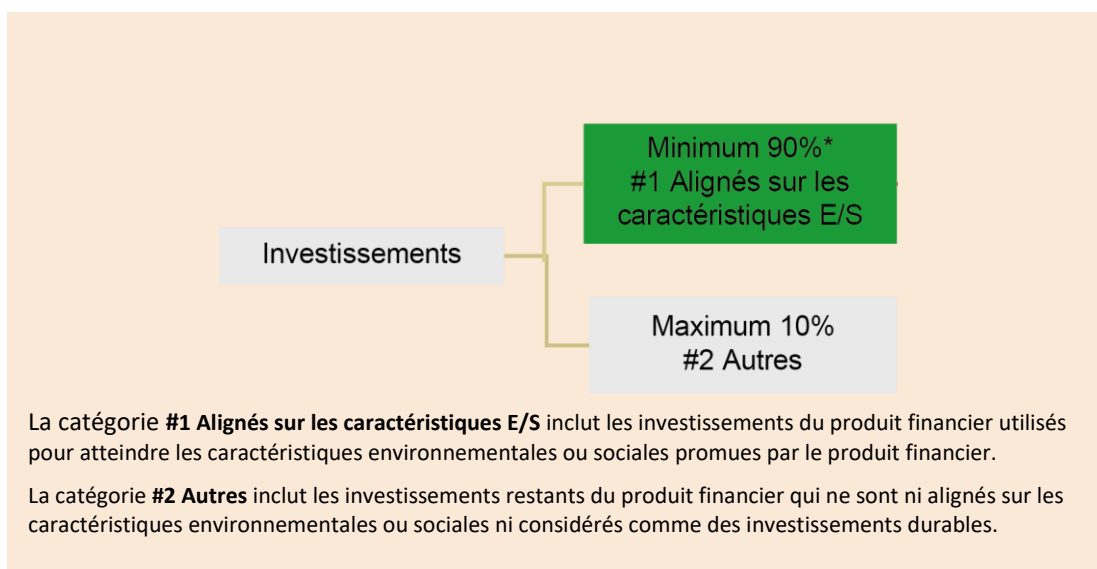 Minimum 90%*
#1 Alignés sur les
caractéristiques E/S
Investissements
Maximum 10%
#2 Autres
La catégorie #1 Alignés sur les caractéristiques E/S inclut les investissements du produit financier utilisés
pour atteindre les caractéristiques environnementales ou sociales promues par le produit financier.
La catégorie #2 Autres inclut les investissements restants du produit financier qui ne sont ni alignés sur les
caractéristiques environnementales ou sociales ni considérés comme des investissements durables.